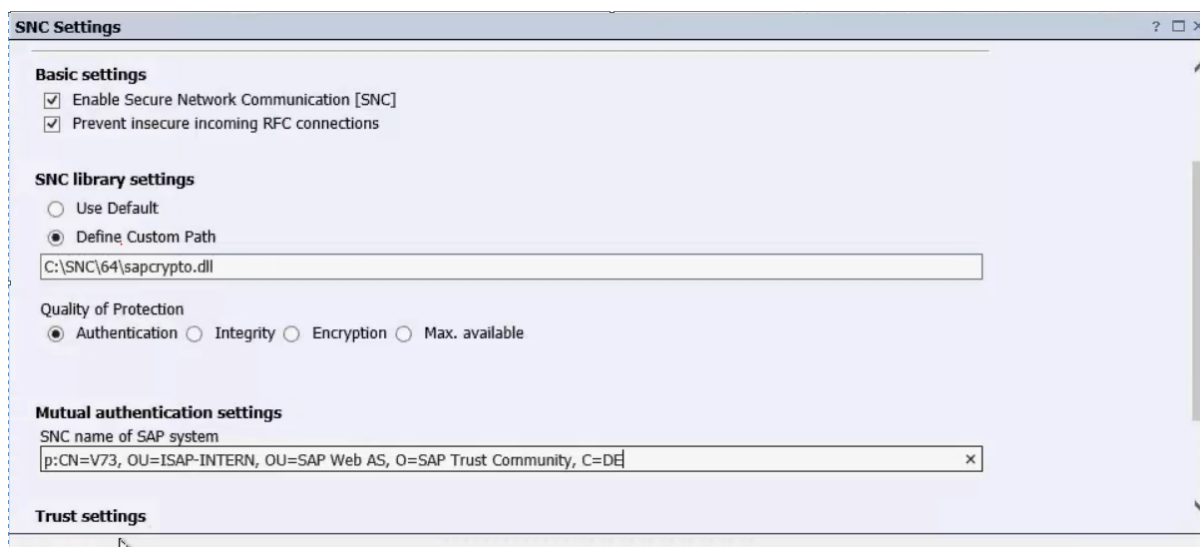 SNC Settings
Basic settings
Enable Secure Network Communication [SNC]
Prevent insecure incoming RFC connections
SNC library settings
Use Default
Define Custom Path
C:\SNC\64\sapcrypto.dll
Quality of Protection
Authentication Integrity Encryption Max. available
Mutual authentication settings
SNC name of SAP system
p:CN=V73, OU=ISAP-INTERN, OU=SAP Web AS, O=SAP Trust Community, C=DE
Trust settings